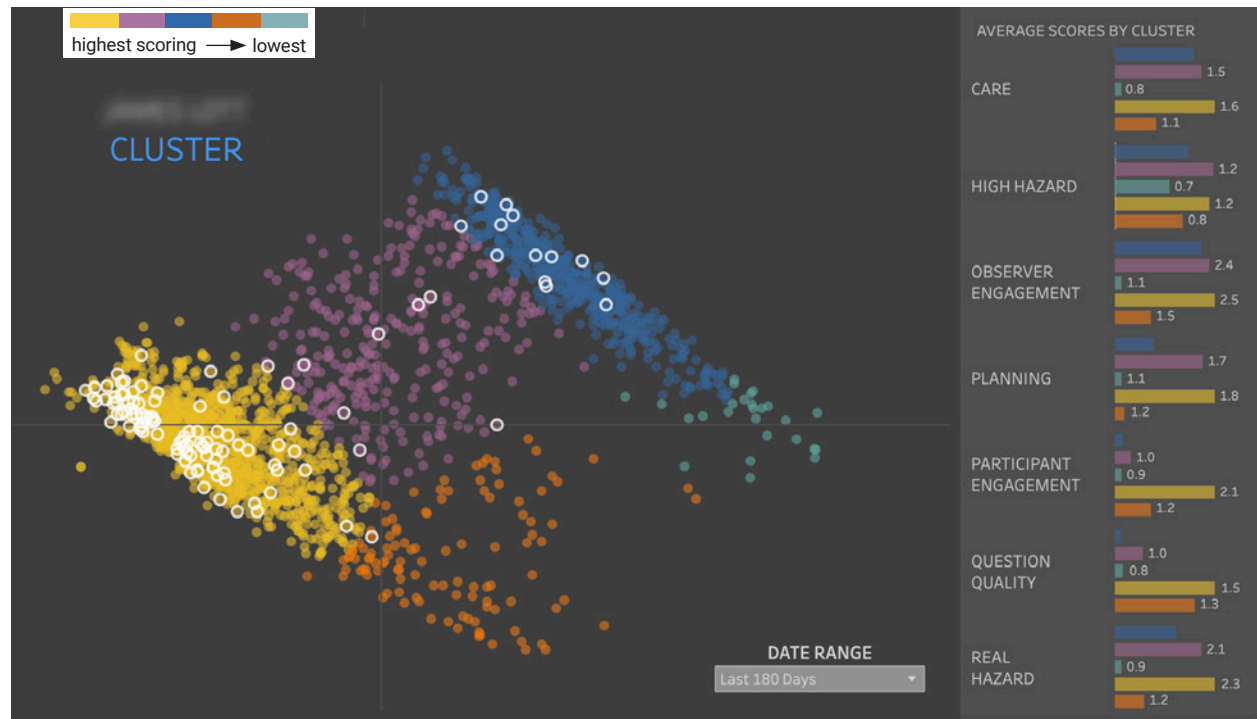 highest scoring → lowest
CLUSTER
DATE RANGE
Last 180 Days
AVERAGE SCORES BY CLUSTER
CARE
1.5
0.8
1.6
1.1
HIGH HAZARD
1.2
0.7
1.2
0.8
OBSERVER
ENGAGEMENT
2.4
1.1
2.5
1.5
PLANNING
1.7
1.1
1.8
1.2
PARTICIPANT
ENGAGEMENT
1.0
0.9
2.1
1.2
QUESTION
QUALITY
1.0
0.8
1.5
1.3
REAL
HAZARD
2.1
0.9
2.3
1.2